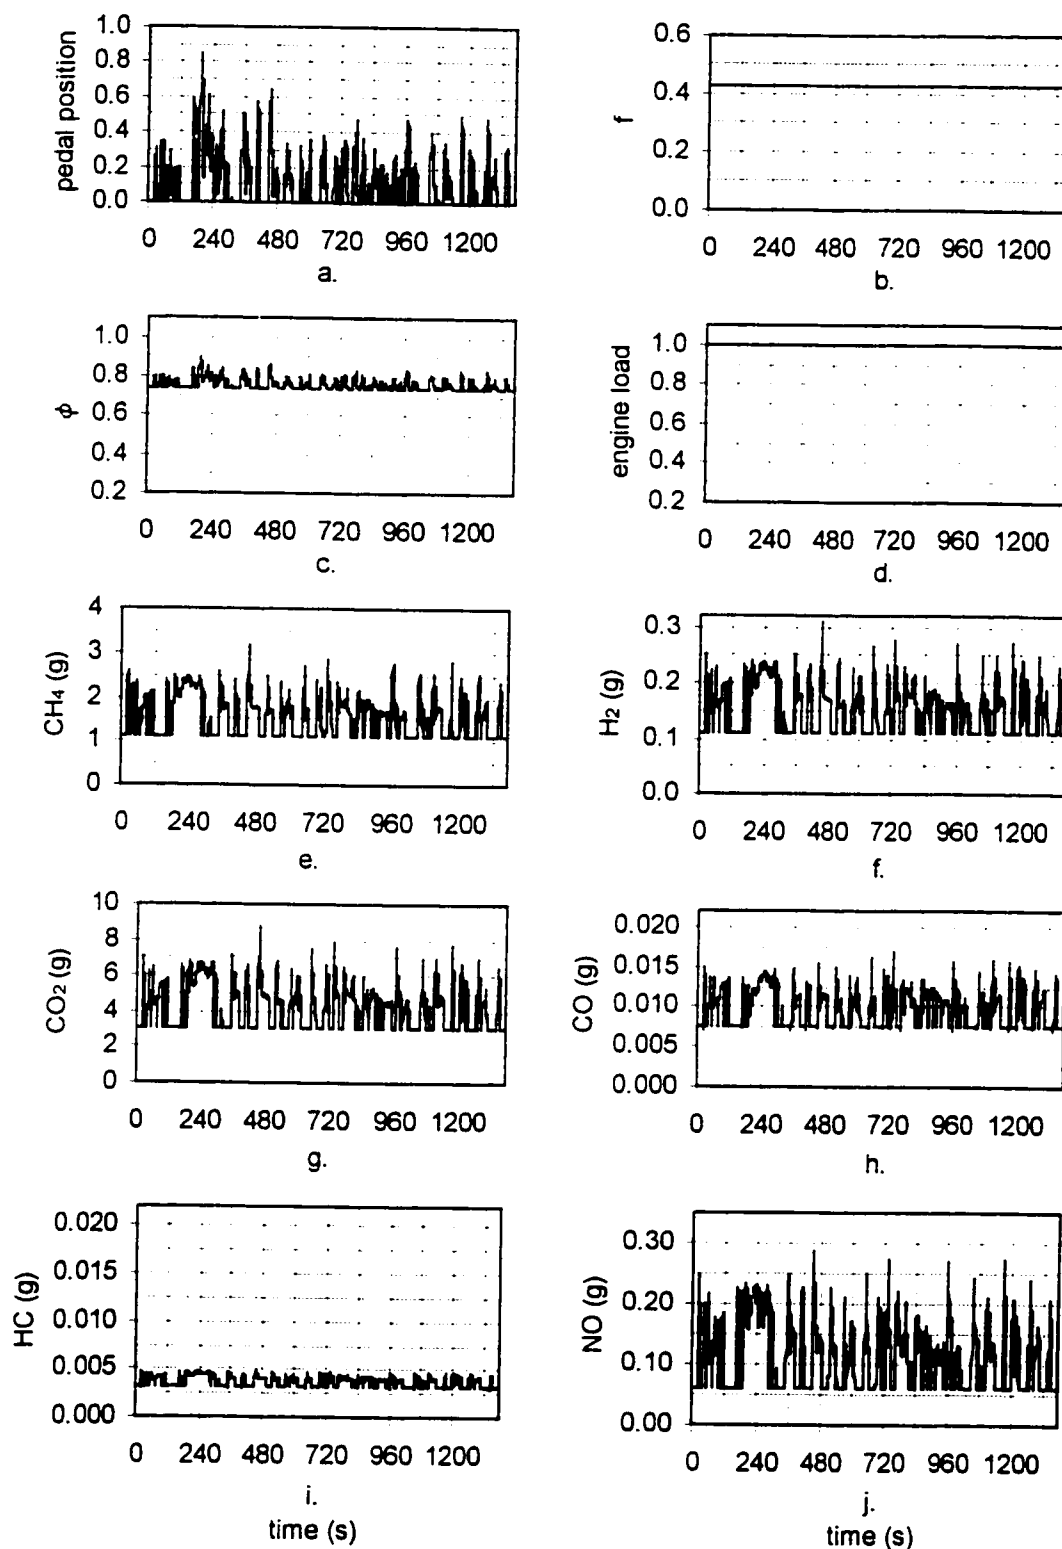 pedal position
1.0
0.8
0.6
0.4
0.2
0.0
0 240 480 720 960 1200
a.
f
0.6
0.4
0.2
0.0
0 240 480 720 960 1200
b.
ϕ
1.0
0.8
0.6
0.4
0.2
0 240 480 720 960 1200
c.
engine load
1.0
0.8
0.6
0.4
0.2
0 240 480 720 960 1200
d.
CH4 (g)
4
3
2
1
0
0 240 480 720 960 1200
e.
H2 (g)
0.3
0.2
0.1
0.0
0 240 480 720 960 1200
f.
CO2 (g)
10
8
6
4
2
0
0 240 480 720 960 1200
g.
CO (g)
0.020
0.015
0.010
0.005
0.000
0 240 480 720 960 1200
h.
HC (g)
0.020
0.015
0.010
0.005
0.000
0 240 480 720 960 1200
i.
time (s)
NO (g)
0.30
0.20
0.10
0.00
0 240 480 720 960 1200
j.
time (s)